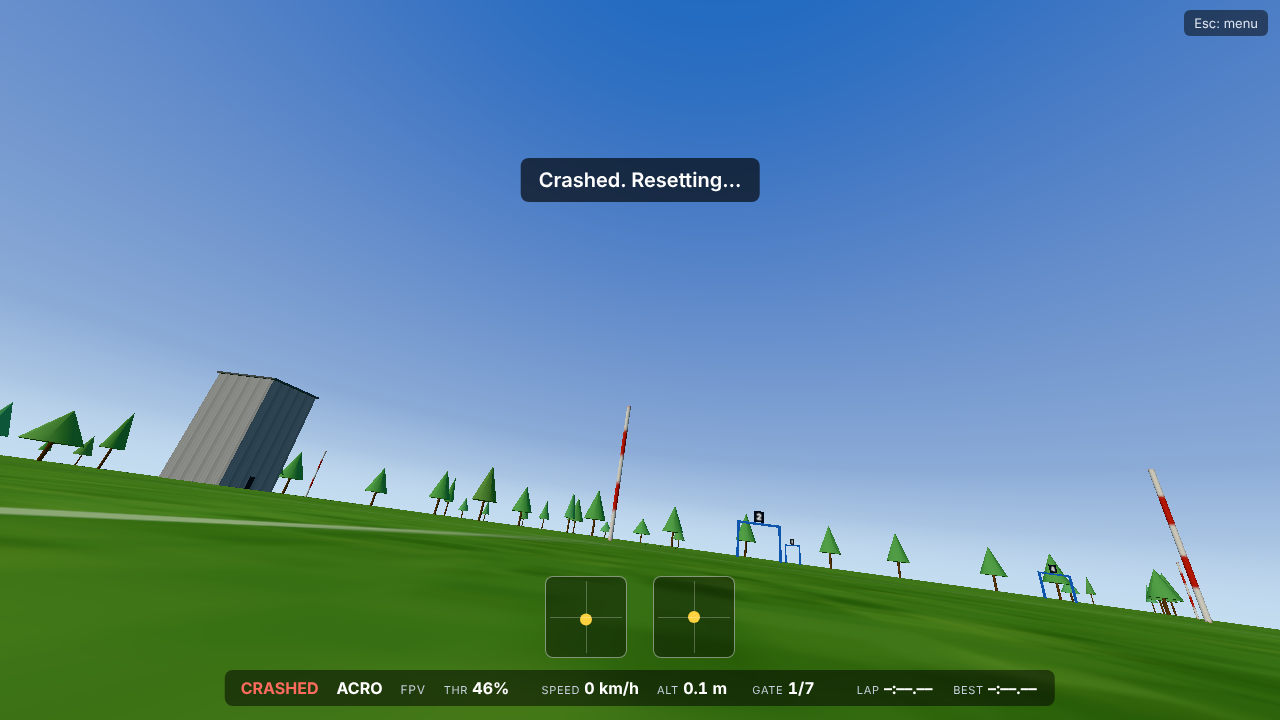 Esc: menu
Crashed. Resetting...
2
CRASHED ACRO FPV THR 46% SPEED 0 km/h ALT 0.1 m GATE 1/7 LAP –:––.–– BEST –:––.––